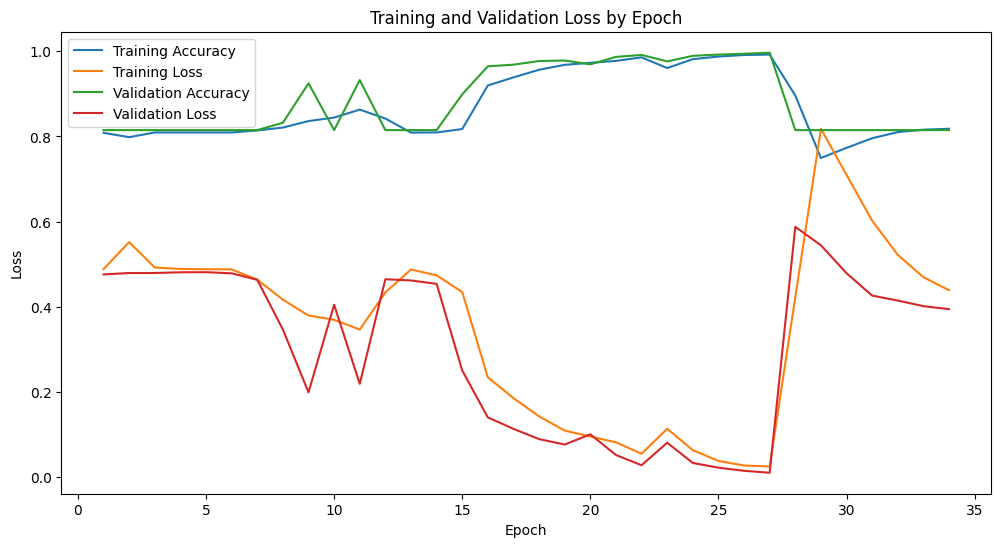 Training and Validation Loss by Epoch
Training Accuracy
Training Loss
Validation Accuracy
Validation Loss
1.0
0.8
0.6
0.4
0.2
0.0
Loss
0 5 10 15 20 25 30 35
Epoch